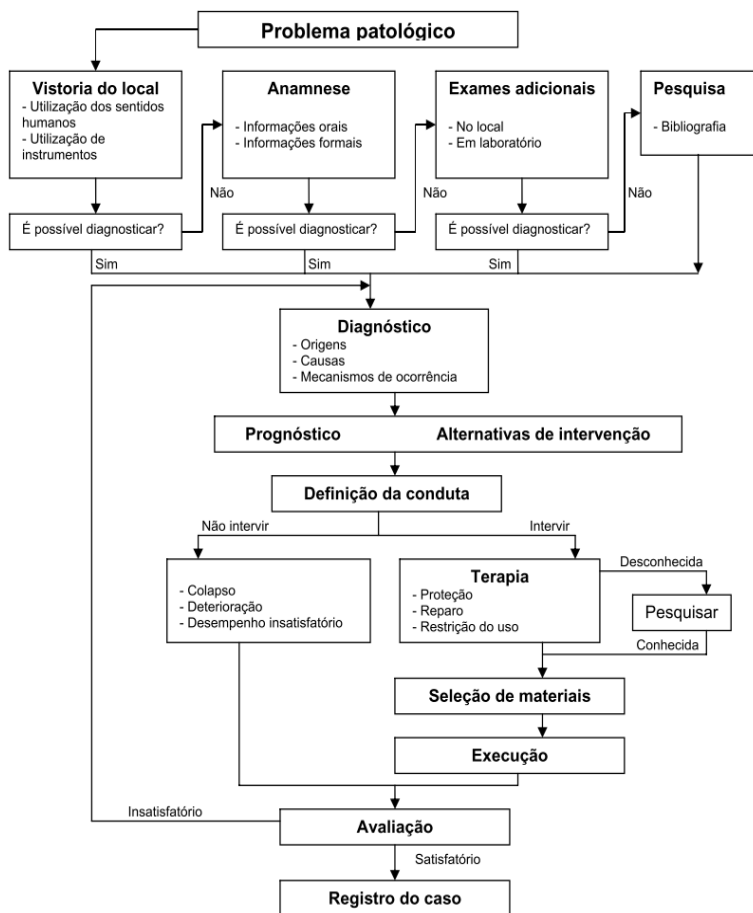 Problema patológico
Vistoria do local
- Utilização dos sentidos
humanos
- Utilização de
instrumentos
Anamnese
- Informações orais
- Informações formais
Exames adicionais
- No local
- Em laboratório
Pesquisa
- Bibliografia
Não
Não
Não
É possível diagnosticar?
É possível diagnosticar?
É possível diagnosticar?
Sim
Sim
Sim
Diagnóstico
- Origens
- Causas
- Mecanismos de ocorrência
Prognóstico
Alternativas de intervenção
Definição da conduta
Não intervir
Intervir
- Colapso
- Deterioração
- Desempenho insatisfatório
Terapia
- Proteção
- Reparo
- Restrição do uso
Desconhecida
Pesquisar
Conhecida
Seleção de materiais
Execução
Insatisfatório
Avaliação
Satisfatório
Registro do caso